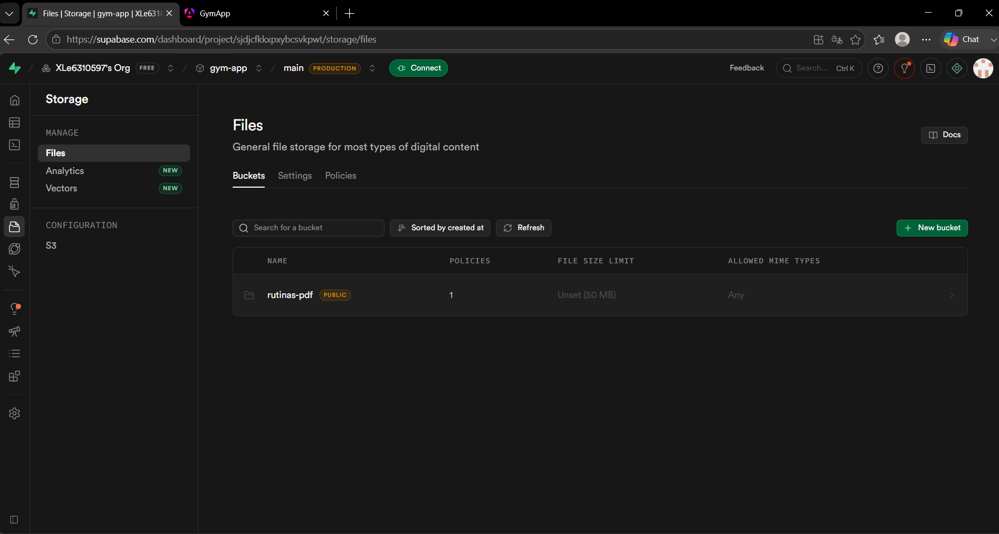 Files | Storage | gym-app | XLe631
GymApp
https://supabase.com/dashboard/project/sjdjcfkkxpxybcsvkpwt/storage/files
Chat
XLe6310597's Org FREE
gym-app
main PRODUCTION
Connect
Feedback
Search... Ctrl K
Storage
MANAGE
Files
Analytics NEW
Vectors NEW
CONFIGURATION
S3
Files
General file storage for most types of digital content
Docs
Buckets Settings Policies
Search for a bucket
Sorted by created at
Refresh
New bucket
NAME POLICIES FILE SIZE LIMIT ALLOWED MIME TYPES
rutinas-pdf PUBLIC 1 Unset (50 MB) Any